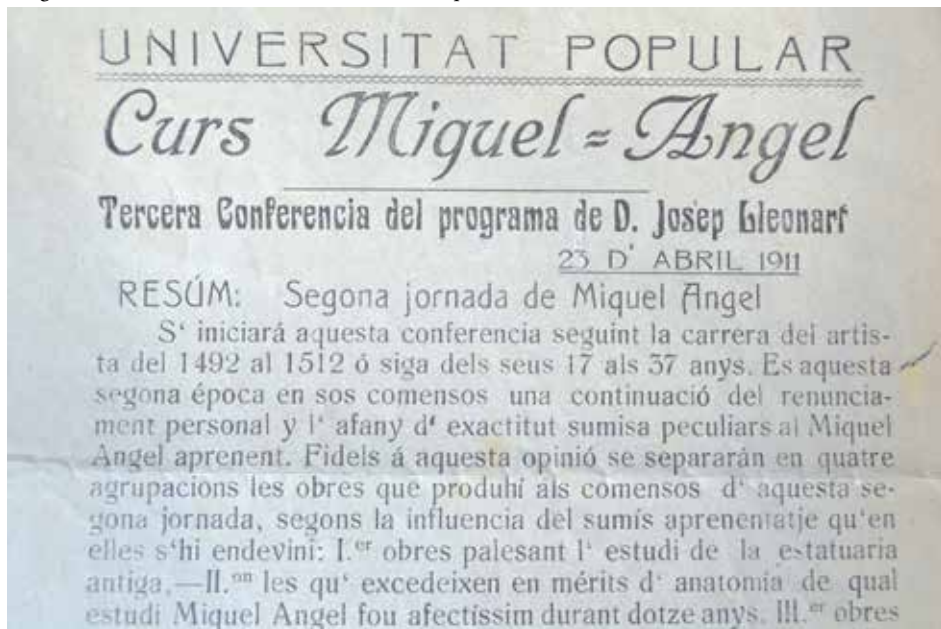 UNIVERSITAT POPULAR
Curs Miguel = Angel
Tercera Conferencia del programa de D. Josep Lleonart
23 D' ABRIL 1911
RESÚM: Segona jornada de Miquel Angel
S' iniciará aquesta conferencia seguint la carrera del artis-
ta del 1492 al 1512 ó siga dels seus 17 als 37 anys. Es aquesta
segona época en sos comensos una continuació del renuncia-
ment personal y l' afany d' exactitut sumisa peculiars al Miquel
Angel aprenent. Fidels á aquesta opinió se separarán en quatre
agrupacions les obres que produhí als comensos d' aquesta se-
gona jornada, segons la influencia del sumís aprenentatje qu'en
elles s'hi endevini: I.er obres palesant l' estudi de la estatuaria
antiga.—II.on les qu' excedeixen en mérits d' anatomia de qual
estudi Miquel Angel fou afectíssim durant dotze anys. III.er obres